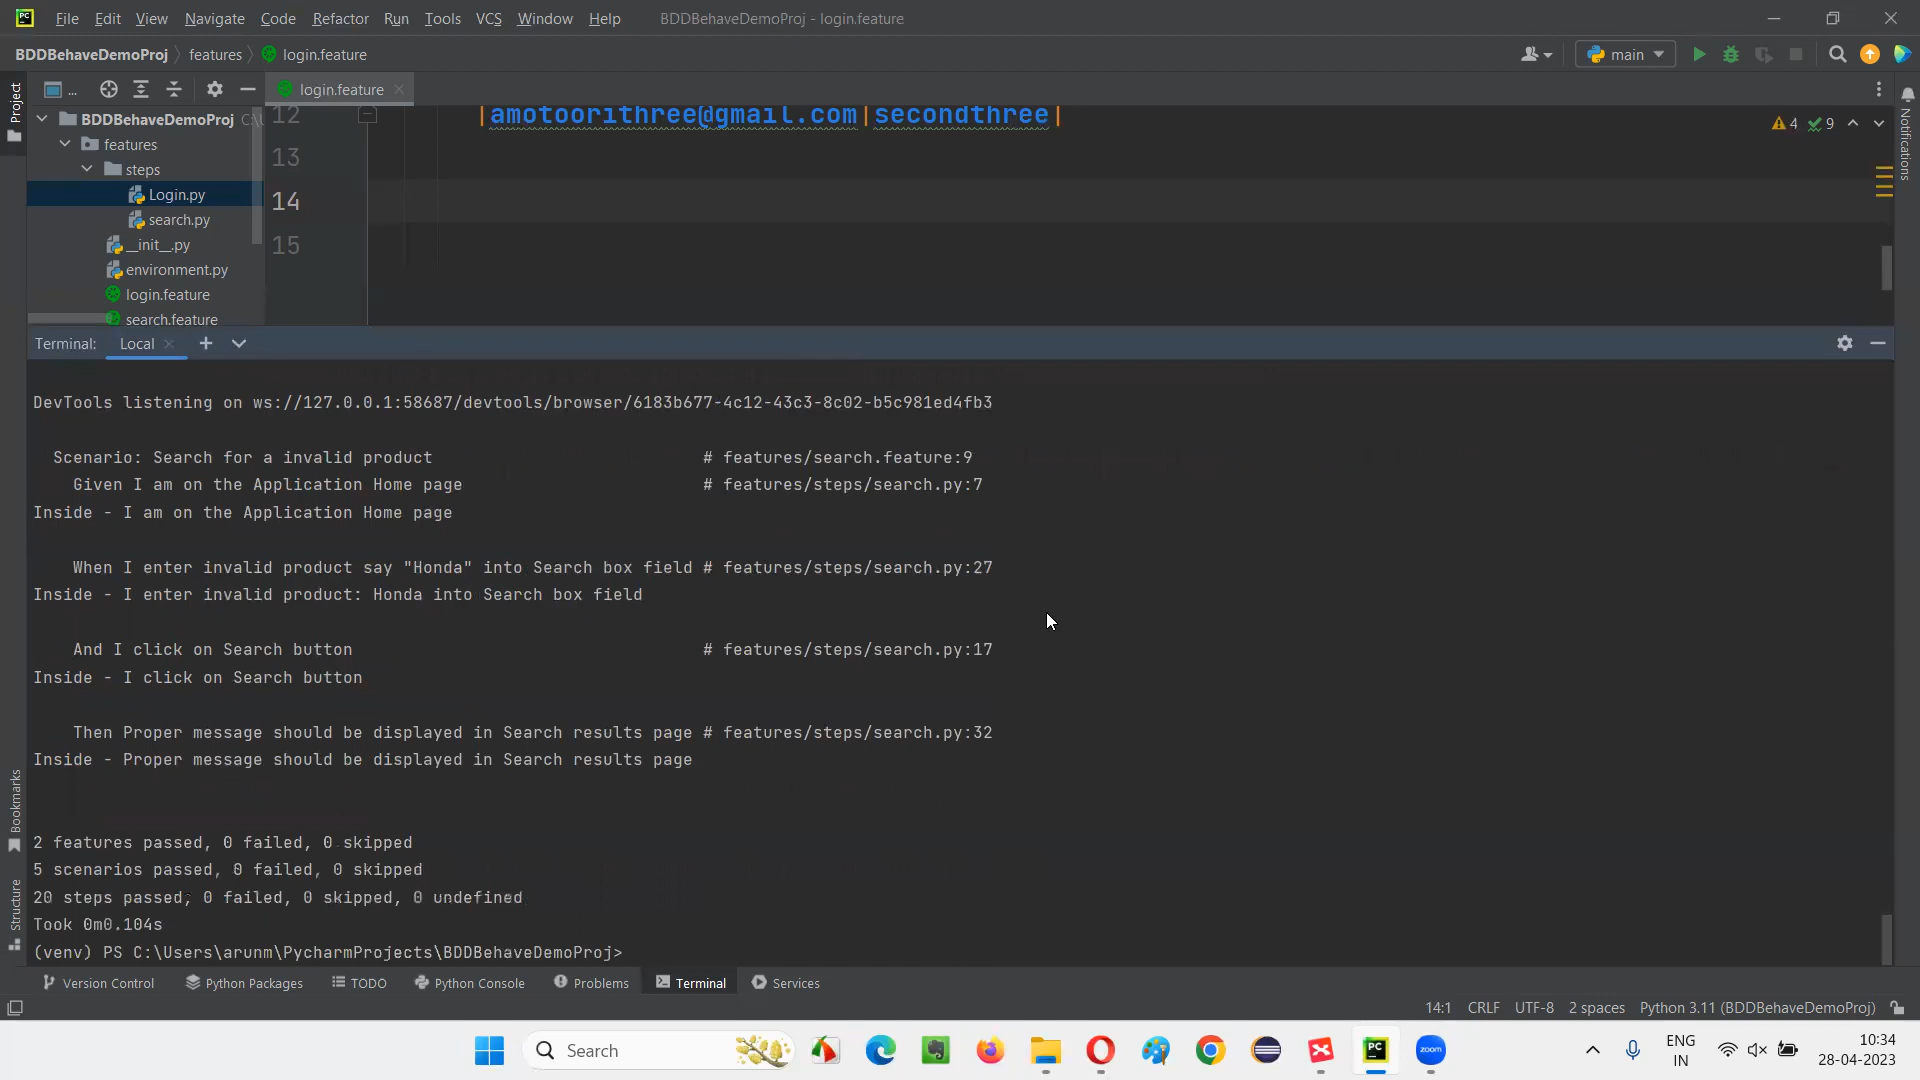 PC File Edit View Navigate Code Refactor Run Tools VCS Window Help BDDBehaveDemoProj - login.feature
BDDBehaveDemoProj features login.feature main
Project
... login.feature
BDDBehaveDemoProj
features
steps
Login.py
search.py
__init__.py
environment.py
login.feature
search.feature
12 |amotoorithree@gmail.com|secondthree|
13
14
15
4 9
Notifications
Terminal: Local
DevTools listening on ws://127.0.0.1:58687/devtools/browser/6183b677-4c12-43c3-8c02-b5c981ed4fb3
Scenario: Search for a invalid product # features/search.feature:9
Given I am on the Application Home page # features/steps/search.py:7
Inside - I am on the Application Home page
When I enter invalid product say "Honda" into Search box field # features/steps/search.py:27
Inside - I enter invalid product: Honda into Search box field
And I click on Search button # features/steps/search.py:17
Inside - I click on Search button
Then Proper message should be displayed in Search results page # features/steps/search.py:32
Inside - Proper message should be displayed in Search results page
2 features passed, 0 failed, 0 skipped
5 scenarios passed, 0 failed, 0 skipped
20 steps passed, 0 failed, 0 skipped, 0 undefined
Took 0m0.104s
(venv) PS C:\Users\arunm\PycharmProjects\BDDBehaveDemoProj>
Bookmarks
Structure
Version Control Python Packages TODO Python Console Problems Terminal Services
14:1 CRLF UTF-8 2 spaces Python 3.11 (BDDBehaveDemoProj)
Search PC zoom
ENG
IN
10:34
28-04-2023